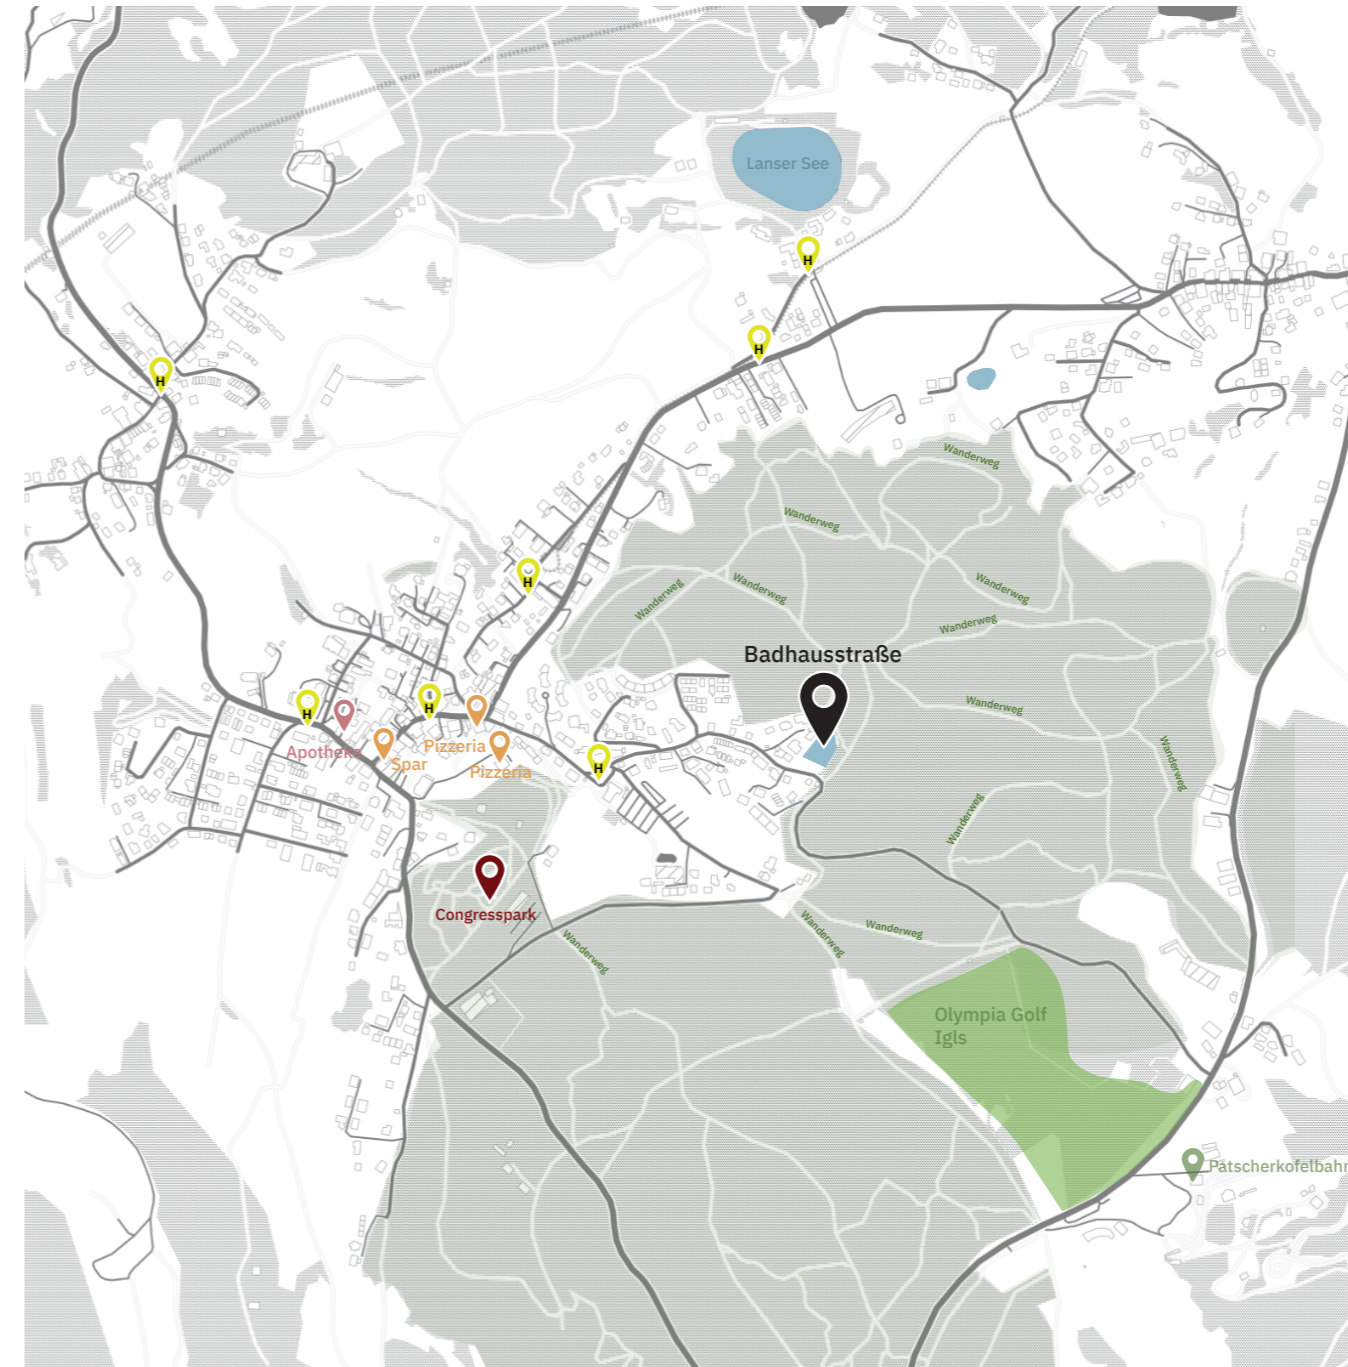 Lanser See
H
H
H
Wanderweg
Wanderweg
H
Wanderweg
Wanderweg
Wanderweg
Wanderweg
Badhausstraße
Wanderweg
H
H
Apotheke
Pizzeria
Spar
Pizzeria
H
Wanderweg
Wanderweg
Congresspark
Wanderweg
Wanderweg
Wanderweg
Olympia Golf
Igls
Patscherkofelbahn